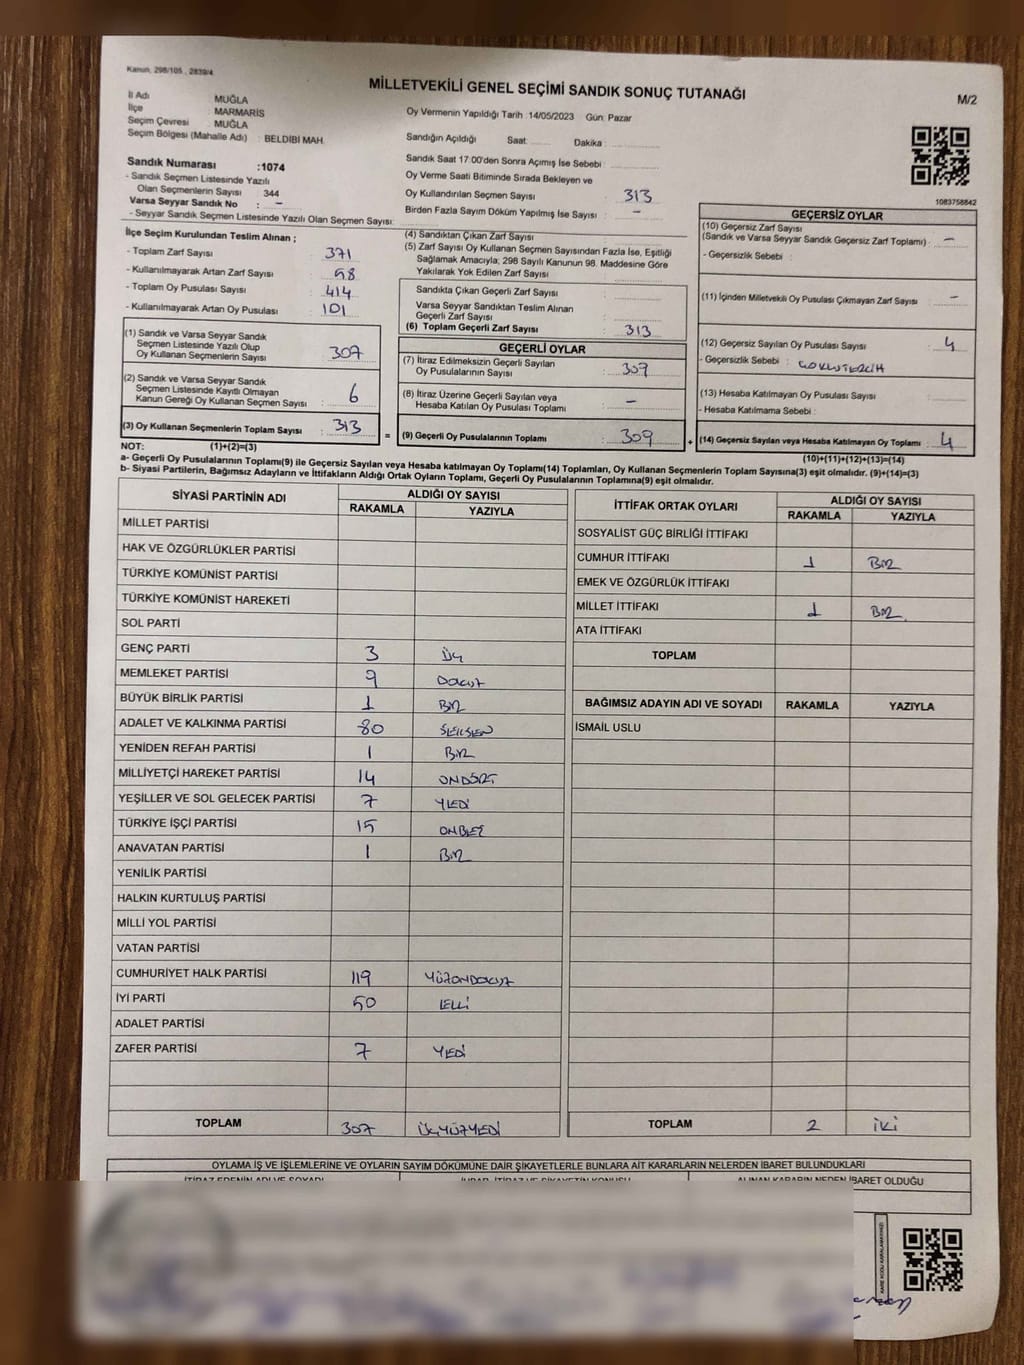 Kanun, 298/105 , 2839/4
MİLLETVEKİLİ GENEL SEÇİMİ SANDIK SONUÇ TUTANAĞI
M/2
İl Adı MUĞLA
İlçe MARMARİS
Seçim Çevresi : MUĞLA
Seçim Bölgesi (Mahalle Adı) : BELDİBİ MAH.
Oy Vermenin Yapıldığı Tarih :14/05/2023 Gün: Pazar
Sandığın Açıldığı Saat: Dakika :
Sandık Saat 17:00'den Sonra Açımış İse Sebebi :
Oy Verme Saati Bitiminde Sırada Bekleyen ve
Oy Kullandırılan Seçmen Sayısı : 313
Birden Fazla Sayım Döküm Yapılmış İse Sayısı : -
Sandık Numarası :1074
- Sandık Seçmen Listesinde Yazılı
Olan Seçmenlerin Sayısı : 344
Varsa Seyyar Sandık No : -
- Seyyar Sandık Seçmen Listesinde Yazılı Olan Seçmen Sayısı:
1083758842
İlçe Seçim Kurulundan Teslim Alınan ;
- Toplam Zarf Sayısı : 371
- Kullanılmayarak Artan Zarf Sayısı : 58
- Toplam Oy Pusulası Sayısı : 414
- Kullanılmayarak Artan Oy Pusulası : 101
(1) Sandık ve Varsa Seyyar Sandık
Seçmen Listesinde Yazılı Olup
Oy Kullanan Seçmenlerin Sayısı : 307
(2) Sandık ve Varsa Seyyar Sandık
Seçmen Listesinde Kayıtlı Olmayan
Kanun Gereği Oy Kullanan Seçmen Sayısı : 6
(3) Oy Kullanan Seçmenlerin Toplam Sayısı : 313
(4) Sandıktan Çıkan Zarf Sayısı :
(5) Zarf Sayısı Oy Kullanan Seçmen Sayısından Fazla İse, Eşitliği
Sağlamak Amacıyla; 298 Sayılı Kanunun 98. Maddesine Göre
Yakılarak Yok Edilen Zarf Sayısı :
Sandıkta Çıkan Geçerli Zarf Sayısı :
Varsa Seyyar Sandıktan Teslim Alınan
Geçerli Zarf Sayısı :
(6) Toplam Geçerli Zarf Sayısı : 313
GEÇERLİ OYLAR
(7) İtiraz Edilmeksizin Geçerli Sayılan
Oy Pusulalarının Sayısı : 309
(8) İtiraz Üzerine Geçerli Sayılan veya
Hesaba Katılan Oy Pusulası Toplamı : -
= (9) Geçerli Oy Pusulalarının Toplamı : 309
GEÇERSİZ OYLAR
(10) Geçersiz Zarf Sayısı
(Sandık ve Varsa Seyyar Sandık Geçersiz Zarf Toplamı) : -
- Geçersizlik Sebebi :
(11) İçinden Milletvekili Oy Pusulası Çıkmayan Zarf Sayısı : -
(12) Geçersiz Sayılan Oy Pusulası Sayısı : 4
- Geçersizlik Sebebi :
(13) Hesaba Katılmayan Oy Pusulası Sayısı :
- Hesaba Katılmama Sebebi :
+ (14) Geçersiz Sayılan veya Hesaba Katılmayan Oy Toplamı : 4
NOT: (1)+(2)=(3)
(10)+(11)+(12)+(13)=(14)
a- Geçerli Oy Pusulalarının Toplamı(9) ile Geçersiz Sayılan veya Hesaba katılmayan Oy Toplamı(14) Toplamları, Oy Kullanan Seçmenlerin Toplam Sayısına(3) eşit olmalıdır. (9)+(14)=(3)
b- Siyasi Partilerin, Bağımsız Adayların ve İttifakların Aldığı Ortak Oyların Toplamı, Geçerli Oy Pusulalarının Toplamına(9) eşit olmalıdır.
SİYASİ PARTİNİN ADI ALDIĞI OY SAYISI
RAKAMLA YAZIYLA
MİLLET PARTİSİ
HAK VE ÖZGÜRLÜKLER PARTİSİ
TÜRKİYE KOMÜNİST PARTİSİ
TÜRKİYE KOMÜNİST HAREKETİ
SOL PARTİ
GENÇ PARTİ 3 ÜÇ
MEMLEKET PARTİSİ 9 DOKUZ
BÜYÜK BİRLİK PARTİSİ 1 BİR
ADALET VE KALKINMA PARTİSİ 80 SEKSEN
YENİDEN REFAH PARTİSİ 1 BİR
MİLLİYETÇİ HAREKET PARTİSİ 14 ONDÖRT
YEŞİLLER VE SOL GELECEK PARTİSİ 7 YEDİ
TÜRKİYE İŞÇİ PARTİSİ 15 ONBEŞ
ANAVATAN PARTİSİ 1 BİR
YENİLİK PARTİSİ
HALKIN KURTULUŞ PARTİSİ
MİLLİ YOL PARTİSİ
VATAN PARTİSİ
CUMHURİYET HALK PARTİSİ 119 YÜZONDOKUZ
İYİ PARTİ 50 ELLİ
ADALET PARTİSİ
ZAFER PARTİSİ 7 YEDİ
TOPLAM 307 ÜÇYÜZYEDİ
İTTİFAK ORTAK OYLARI ALDIĞI OY SAYISI
RAKAMLA YAZIYLA
SOSYALİST GÜÇ BİRLİĞİ İTTİFAKI
CUMHUR İTTİFAKI 1 BİR
EMEK VE ÖZGÜRLÜK İTTİFAKI
MİLLET İTTİFAKI 1 BİR
ATA İTTİFAKI
TOPLAM
BAĞIMSIZ ADAYIN ADI VE SOYADI RAKAMLA YAZIYLA
İSMAİL USLU
TOPLAM 2 İKİ
OYLAMA İŞ VE İŞLEMLERİNE VE OYLARIN SAYIM DÖKÜMÜNE DAİR ŞİKAYETLERLE BUNLARA AİT KARARLARIN NELERDEN İBARET BULUNDUKLARI
İTİRAZ EDENİN ADI VE SOYADI İHBAR, İTİRAZ VE ŞİKAYETİN KONUSU ALINAN KARARIN NEDEN İBARET OLDUĞU
KARE KODU KARALAMAYINIZ!